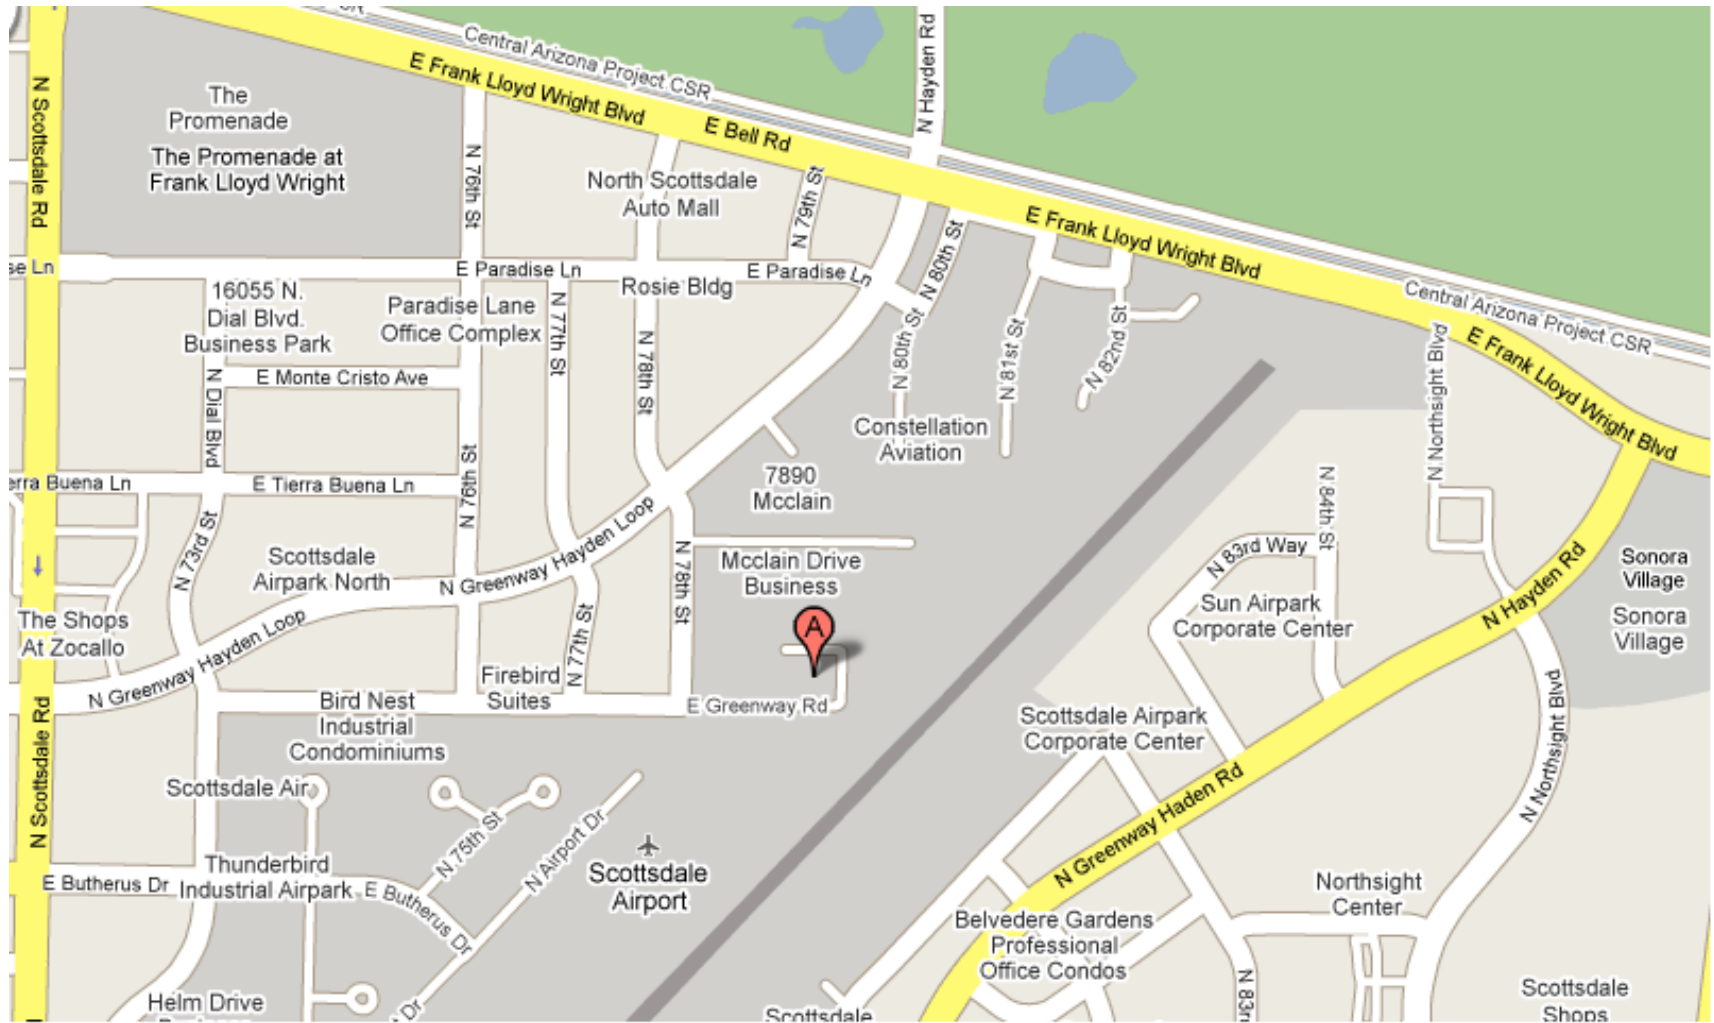 Central Arizona Project CSR
E Frank Lloyd Wright Blvd
E Bell Rd
N Hayden Rd
N Scottsdale Rd
The
Promenade
The Promenade at
Frank Lloyd Wright
N 76th St
North Scottsdale
Auto Mall
N 79th St
N 80th St
E Frank Lloyd Wright Blvd
Central Arizona Project CSR
E Frank Lloyd Wright Blvd
se Ln
E Paradise Ln
Rosie Bldg
E Paradise Ln
16055 N.
Dial Blvd.
Business Park
Paradise Lane
Office Complex
N 77th St
N 78th St
N 80th St
N 81st St
N 82nd St
N Northsight Blvd
E Monte Cristo Ave
N Dial Blvd
Constellation
Aviation
7890
Mcclain
erra Buena Ln
E Tierra Buena Ln
N 76th St
N 84th St
N 73rd St
Scottsdale
Airpark North
N Greenway Hayden Loop
N 78th St
Mcclain Drive
Business
N 83rd Way
Sun Airpark
Corporate Center
N Hayden Rd
Sonora
Village
Sonora
Village
The Shops
At Zocallo
N Greenway Hayden Loop
N 77th St
A
Firebird
Suites
E Greenway Rd
Bird Nest
Industrial
Condominiums
Scottsdale Airpark
Corporate Center
N Northsight Blvd
N Scottsdale Rd
Scottsdale Air
N 75th St
N Airport Dr
Scottsdale
Airport
N Greenway Haden Rd
Thunderbird
Industrial Airpark
E Butherus Dr
E Butherus Dr
Northsight
Center
Belvedere Gardens
Professional
Office Condos
N 83r
Helm Drive
Dr
Scottsdale
Scottsdale
Shops